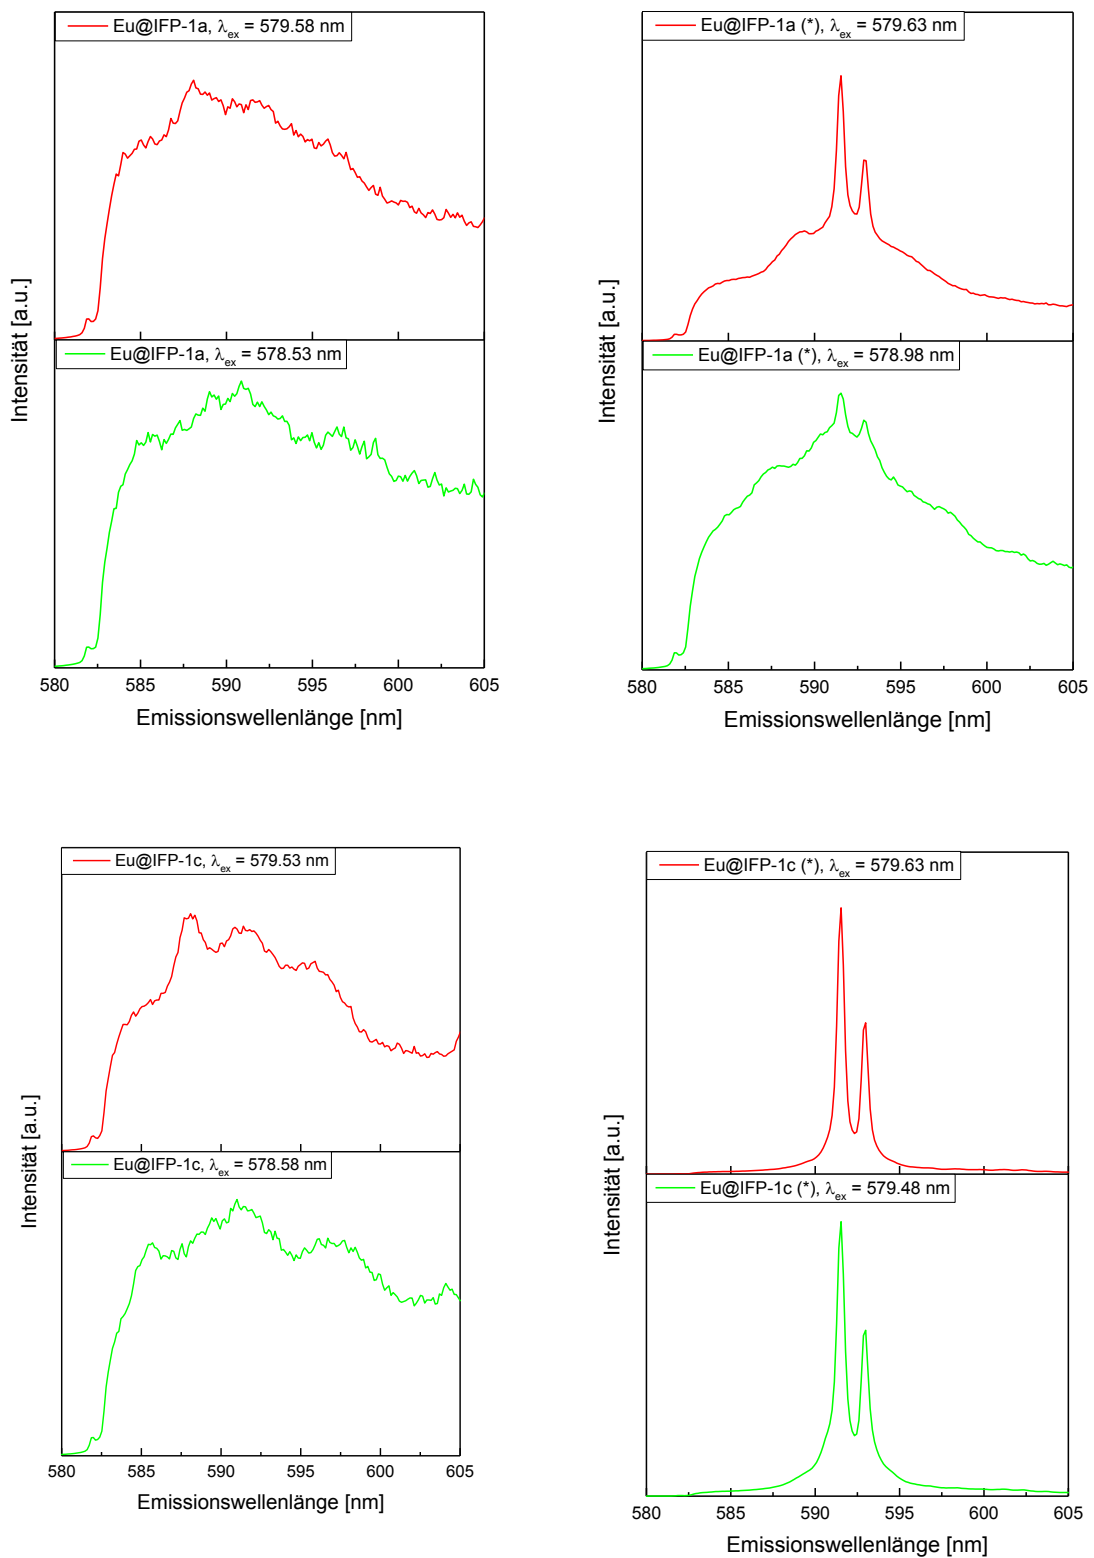 Eu@IFP-1a, λex = 579.58 nm
Eu@IFP-1a, λex = 578.53 nm
Intensität [a.u.]
580 585 590 595 600 605
Emissionswellenlänge [nm]
Eu@IFP-1a (*), λex = 579.63 nm
Eu@IFP-1a (*), λex = 578.98 nm
Intensität [a.u.]
580 585 590 595 600 605
Emissionswellenlänge [nm]
Eu@IFP-1c, λex = 579.53 nm
Eu@IFP-1c, λex = 578.58 nm
Intensität [a.u.]
580 585 590 595 600 605
Emissionswellenlänge [nm]
Eu@IFP-1c (*), λex = 579.63 nm
Eu@IFP-1c (*), λex = 579.48 nm
Intensität [a.u.]
580 585 590 595 600 605
Emissionswellenlänge [nm]